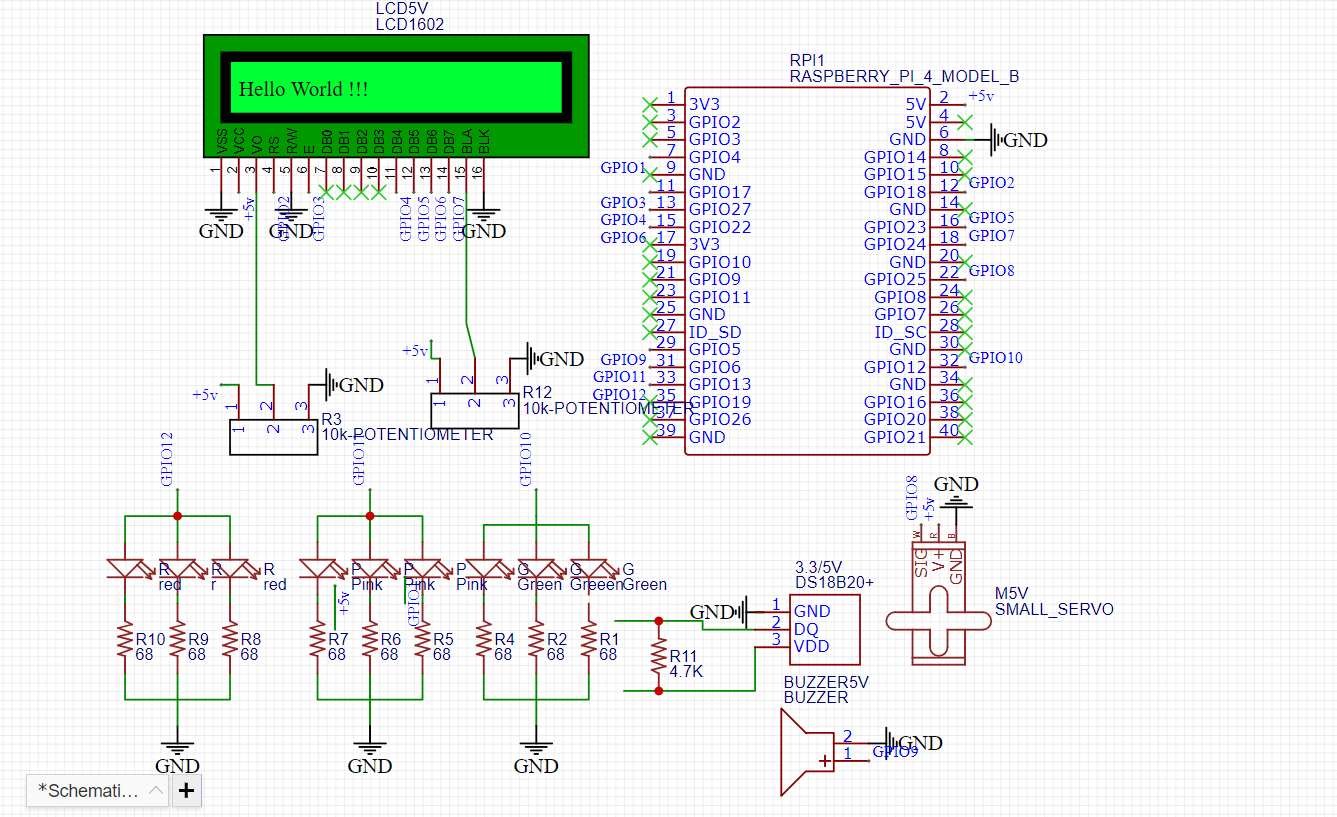 LCD5V
LCD1602
Hello World !!!
VSS
VCC
VO
RS
R/W
E
DB0
DB1
DB2
DB3
DB4
DB5
DB6
DB7
BLA
BLK
1
2
3
4
5
6
7
8
9
10
11
12
13
14
15
16
GND
+5v
GPIO2
GND
GPIO3
GPIO4
GPIO5
GPIO6
GPIO7
GND
RPI1
RASPBERRY_PI_4_MODEL_B
1 3V3
3 GPIO2
5 GPIO3
7 GPIO4
GPIO1 9 GND
11 GPIO17
GPIO3 13 GPIO27
GPIO4 15 GPIO22
GPIO6 17 3V3
19 GPIO10
21 GPIO9
23 GPIO11
25 GND
27 ID_SD
29 GPIO5
GPIO9 31 GPIO6
GPIO11 33 GPIO13
GPIO12 35 GPIO19
37 GPIO26
39 GND
5V 2 +5v
5V 4
GND 6 GND
GPIO14 8
GPIO15 10
GPIO18 12 GPIO2
GND 14
GPIO23 16 GPIO5
GPIO24 18 GPIO7
GND 20
GPIO25 22 GPIO8
GPIO8 24
GPIO7 26
ID_SC 28
GND 30
GPIO12 32 GPIO10
GND 34
GPIO16 36
GPIO20 38
GPIO21 40
+5v
1
2
3
GND
1
2
3
R3
10k-POTENTIOMETER
+5v
1
2
3
GND
1
2
3
R12
10k-POTENTIOMETER
GPIO12
GPIO10
R
red
R
r
R
red
P
Pink
P
Pink
P
Pink
G
Green
G
Greeen
G
Green
+5v
R10
68
R9
68
R8
68
R7
68
R6
68
R5
68
R4
68
R2
68
R1
68
GND
GND
GND
R11
4.7K
3.3/5V
DS18B20+
GND
1 GND
2 DQ
3 VDD
GPIO8
+5v
GND
W
R
B
SIG
V+
GND
M5V
SMALL_SERVO
BUZZER5V
BUZZER
2
1
GND
GPIO9
*Schemati...